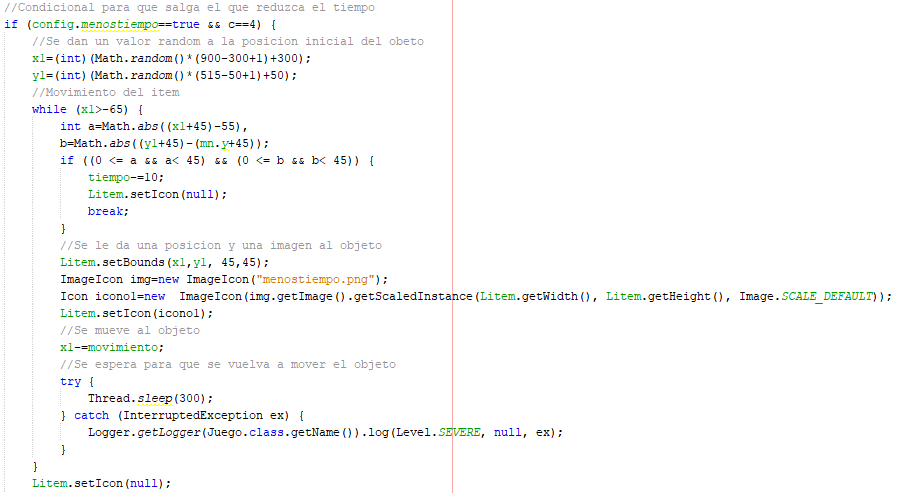 //Condicional para que salga el que reduzca el tiempo
if (config.menostiempo==true && c==4) {
    //Se dan un valor random a la posicion inicial del obeto
    x1=(int)(Math.random()*(900-300+1)+300);
    y1=(int)(Math.random()*(515-50+1)+50);
    //Movimiento del item
    while (x1>-65) {
        int a=Math.abs((x1+45)-55),
        b=Math.abs((y1+45)-(mn.y+45));
        if ((0 <= a && a< 45) && (0 <= b && b< 45)) {
            tiempo-=10;
            Litem.setIcon(null);
            break;
        }
        //Se le da una posicion y una imagen al objeto
        Litem.setBounds(x1,y1, 45,45);
        ImageIcon img=new ImageIcon("menostiempo.png");
        Icon icono1=new  ImageIcon(img.getImage().getScaledInstance(Litem.getWidth(), Litem.getHeight(), Image.SCALE_DEFAULT));
        Litem.setIcon(icono1);
        //Se mueve al objeto
        x1-=movimiento;
        //Se espera para que se vuelva a mover el objeto
        try {
            Thread.sleep(300);
        } catch (InterruptedException ex) {
            Logger.getLogger(Juego.class.getName()).log(Level.SEVERE, null, ex);
        }
    }
    Litem.setIcon(null);